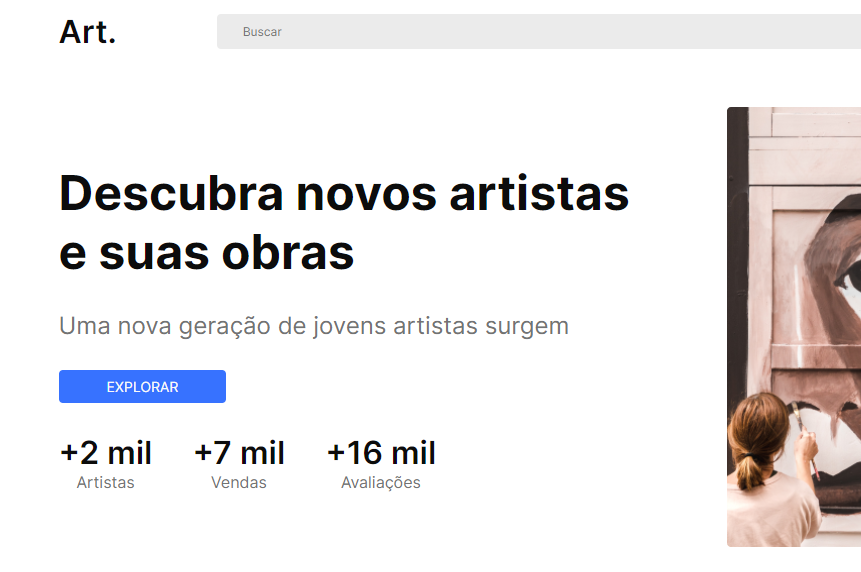 Art.
Buscar
Descubra novos artistas
e suas obras
Uma nova geração de jovens artistas surgem
EXPLORAR
+2 mil
Artistas
+7 mil
Vendas
+16 mil
Avaliações